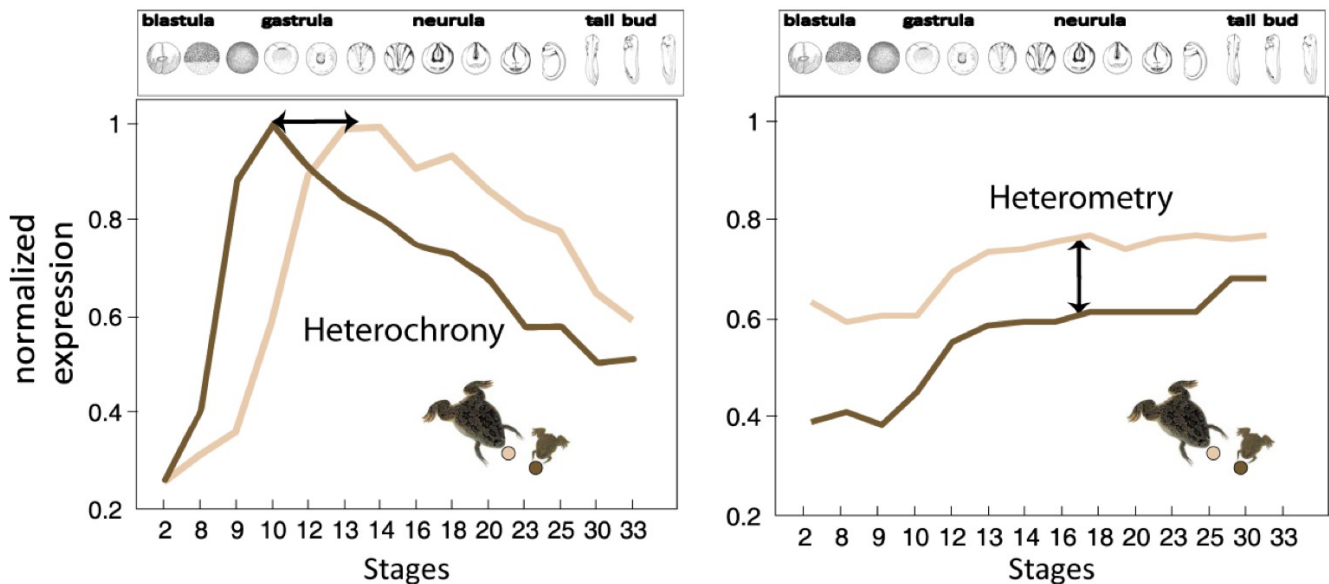 blastula gastrula neurula tail bud
1
0.8
0.6
0.4
0.2
normalized
expression
Heterochrony
2 8 9 10 12 13 14 16 18 20 23 25 30 33
Stages
blastula gastrula neurula tail bud
1
0.8
0.6
0.4
0.2
Heterometry
2 8 9 10 12 13 14 16 18 20 23 25 30 33
Stages